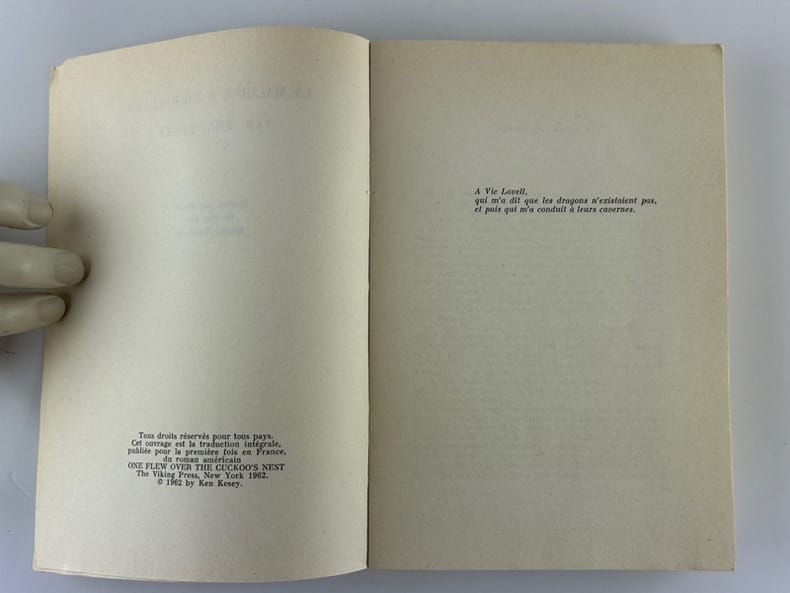 Tous droits réservés pour tous pays.
Cet ouvrage est la traduction intégrale,
publiée pour la première fois en France,
du roman américain
ONE FLEW OVER THE CUCKOO'S NEST
The Viking Press, New York 1962.
© 1962 by Ken Kesey.
A Vic Lovell,
qui m'a dit que les dragons n'existaient pas,
et puis qui m'a conduit à leurs cavernes.